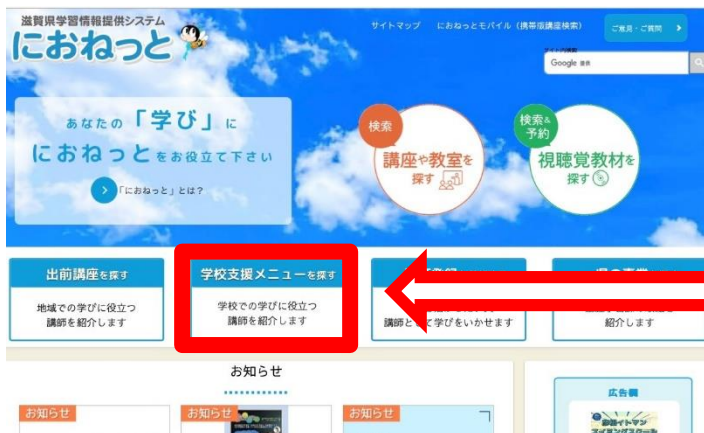 滋賀県学習情報提供システム
におねっと
サイトマップ
におねっとモバイル（携帯版講座検索）
ご意見・ご質問
Google
あなたの「学び」に
におねっとをお役立て下さい
「におねっと」とは？
検索
講座や教室を
探す
検索&
予約
視聴覚教材を
探す
出前講座を探す
地域での学びに役立つ
講師を紹介します
学校支援メニューを探す
学校での学びに役立つ
講師を紹介します
講師として学びをいかせます
紹介します
お知らせ
お知らせ
お知らせ
お知らせ
広告欄
スイミングスクール